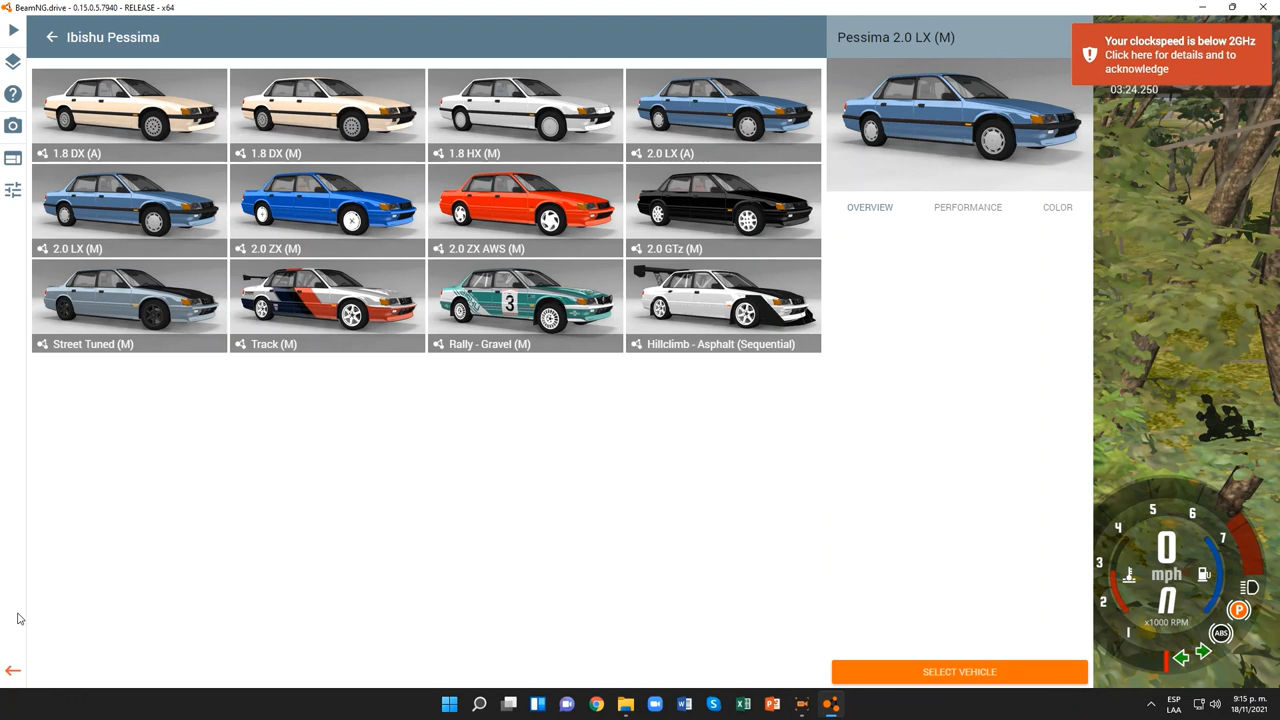 BeamNG.drive - 0.15.0.5.7940 - RELEASE - x64
Ibishu Pessima
Pessima 2.0 LX (M)
Your clockspeed is below 2GHz
Click here for details and to
acknowledge
03:24.250
1.8 DX (A)
1.8 DX (M)
1.8 HX (M)
2.0 LX (A)
OVERVIEW
PERFORMANCE
COLOR
2.0 LX (M)
2.0 ZX (M)
2.0 ZX AWS (M)
2.0 GTz (M)
3
Street Tuned (M)
Track (M)
Rally - Gravel (M)
Hillclimb - Asphalt (Sequential)
1
2
3
4
5
6
7
0
mph
n
x1000 RPM
P
ABS
SELECT VEHICLE
ESP
LAA
9:15 p. m.
18/11/2021